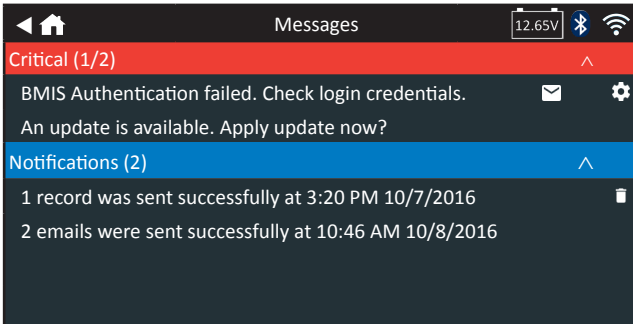 Messages
12.65V
Critical (1/2)
BMIS Authentication failed. Check login credentials.
An update is available. Apply update now?
Notifications (2)
1 record was sent successfully at 3:20 PM 10/7/2016
2 emails were sent successfully at 10:46 AM 10/8/2016